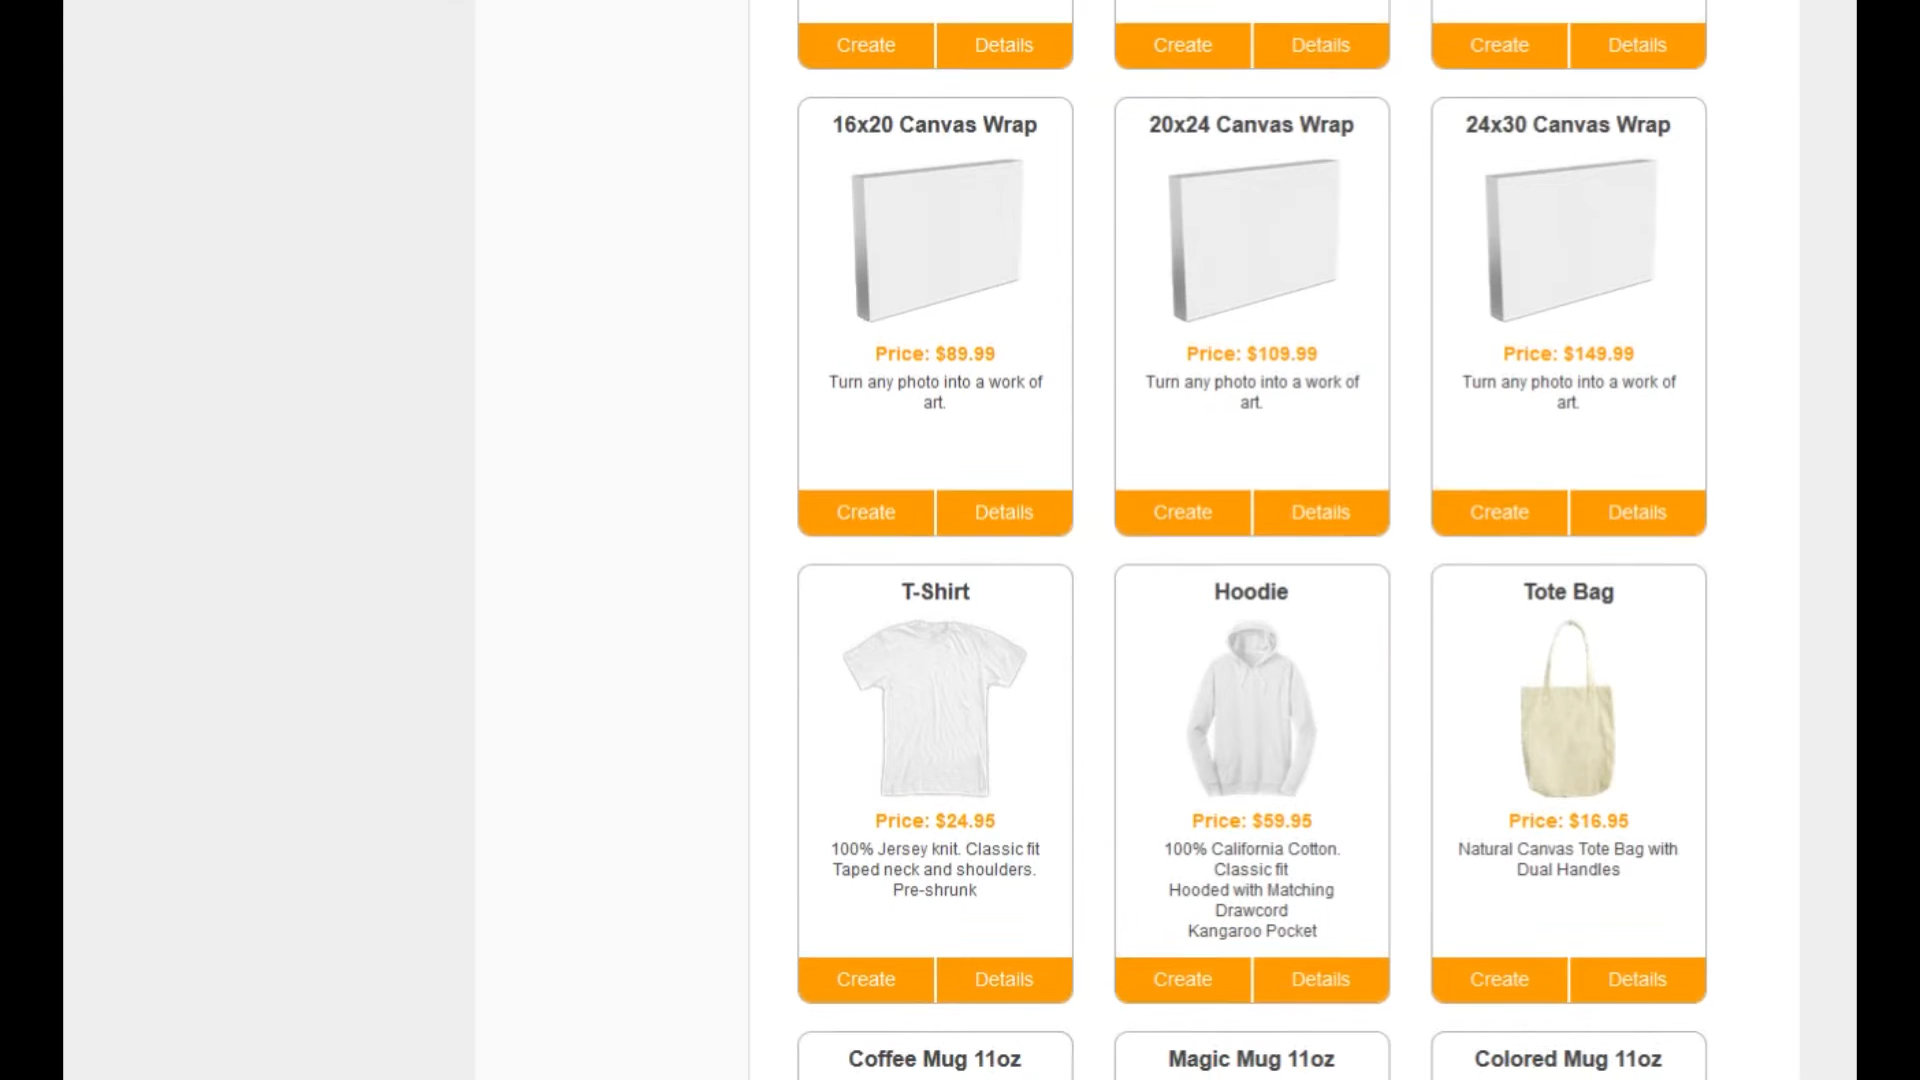 Create Details Create Details Create Details
16x20 Canvas Wrap
Price: $89.99
Turn any photo into a work of
art.
Create Details
20x24 Canvas Wrap
Price: $109.99
Turn any photo into a work of
art.
Create Details
24x30 Canvas Wrap
Price: $149.99
Turn any photo into a work of
art.
Create Details
T-Shirt
Price: $24.95
100% Jersey knit. Classic fit
Taped neck and shoulders.
Pre-shrunk
Create Details
Hoodie
Price: $59.95
100% California Cotton.
Classic fit
Hooded with Matching
Drawcord
Kangaroo Pocket
Create Details
Tote Bag
Price: $16.95
Natural Canvas Tote Bag with
Dual Handles
Create Details
Coffee Mug 11oz
Magic Mug 11oz
Colored Mug 11oz